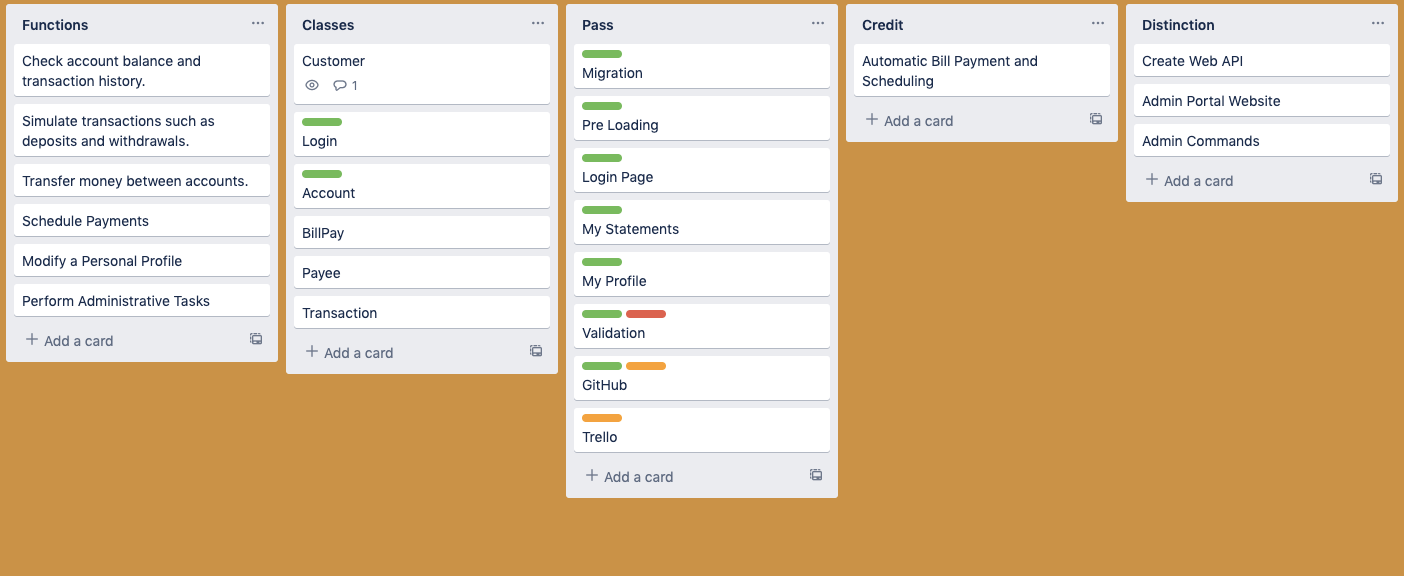 Functions
Check account balance and
transaction history.
Simulate transactions such as
deposits and withdrawals.
Transfer money between accounts.
Schedule Payments
Modify a Personal Profile
Perform Administrative Tasks
Add a card
Classes
Customer
1
Login
Account
BillPay
Payee
Transaction
Add a card
Pass
Migration
Pre Loading
Login Page
My Statements
My Profile
Validation
GitHub
Trello
Add a card
Credit
Automatic Bill Payment and
Scheduling
Add a card
Distinction
Create Web API
Admin Portal Website
Admin Commands
Add a card